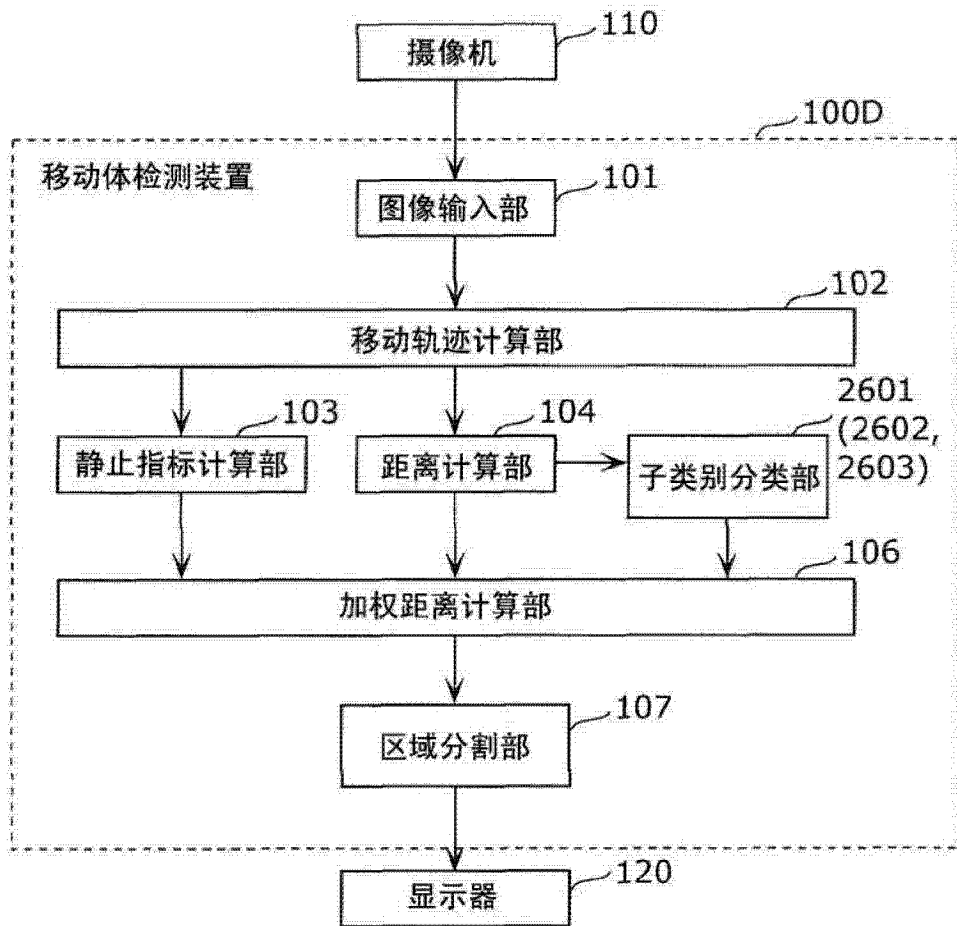 110
摄像机
100D
移动体检测装置
101
图像输入部
102
移动轨迹计算部
103
静止指标计算部
104
距离计算部
2601
(2602,
2603)
子类别分类部
106
加权距离计算部
107
区域分割部
120
显示器